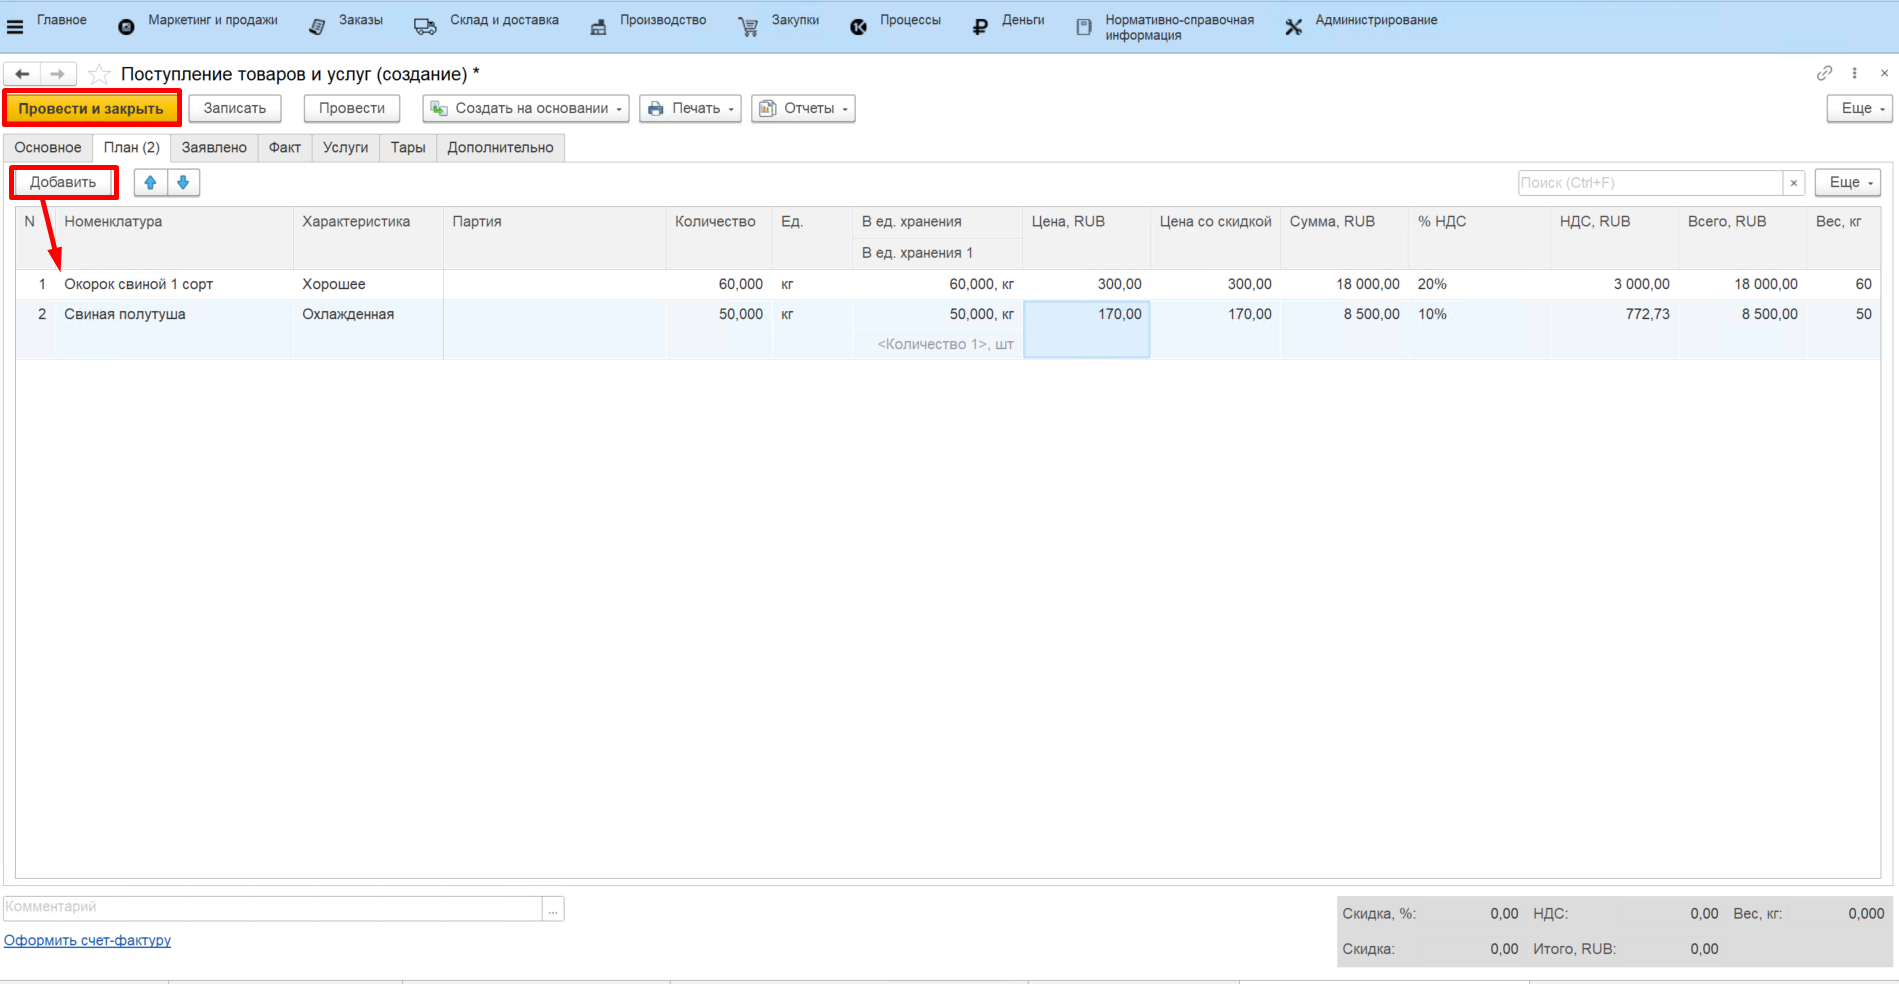 Главное
Маркетинг и продажи
Заказы
Склад и доставка
Производство
Закупки
Процессы
Деньги
Нормативно-справочная
информация
Администрирование
Поступление товаров и услуг (создание) *
Провести и закрыть
Записать
Провести
Создать на основании
Печать
Отчеты
Еще
Основное
План (2)
Заявлено
Факт
Услуги
Тары
Дополнительно
Добавить
Поиск (Ctrl+F)
×
Еще
N Номенклатура Характеристика Партия Количество Ед. В ед. хранения Цена, RUB Цена со скидкой Сумма, RUB % НДС НДС, RUB Всего, RUB Вес, кг
В ед. хранения 1
1 Окорок свиной 1 сорт Хорошее 60,000 кг 60,000, кг 300,00 300,00 18 000,00 20% 3 000,00 18 000,00 60
2 Свиная полутуша Охлажденная 50,000 кг 50,000, кг 170,00 170,00 8 500,00 10% 772,73 8 500,00 50
<Количество 1>, шт
Комментарий
...
Оформить счет-фактуру
Скидка, %: 0,00 НДС: 0,00 Вес, кг: 0,000
Скидка: 0,00 Итого, RUB: 0,00